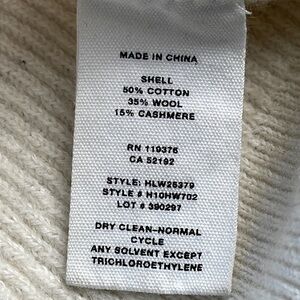 MADE IN CHINA
SHELL
50% COTTON
35% WOOL
15% CASHMERE
RN 119376
CA 52192
STYLE: HLW25379
STYLE # H10HW702
LOT # 390297
DRY CLEAN-NORMAL
CYCLE
ANY SOLVENT EXCEPT
TRICHLOROETHYLENE